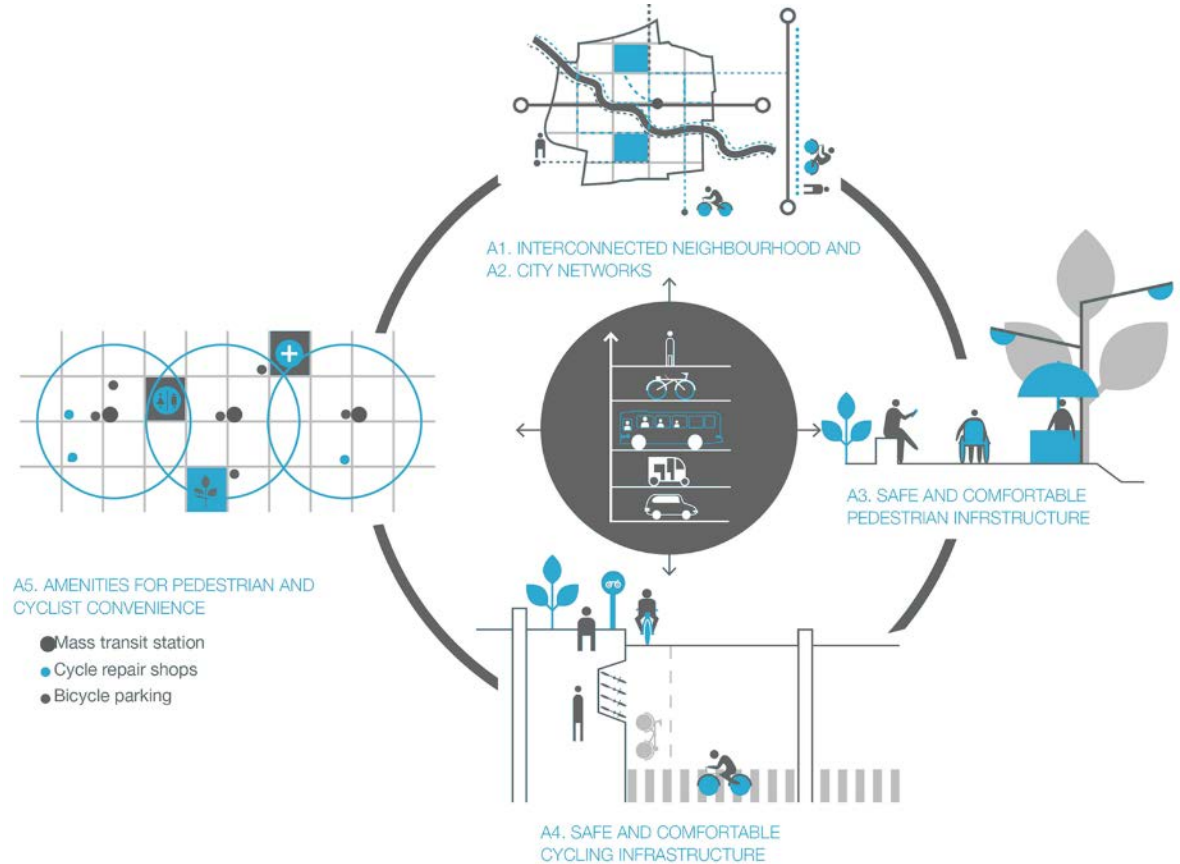 A1. INTERCONNECTED NEIGHBOURHOOD AND
A2. CITY NETWORKS
A3. SAFE AND COMFORTABLE
PEDESTRIAN INFRSTRUCTURE
A5. AMENITIES FOR PEDESTRIAN AND
CYCLIST CONVENIENCE
Mass transit station
Cycle repair shops
Bicycle parking
A4. SAFE AND COMFORTABLE
CYCLING INFRASTRUCTURE